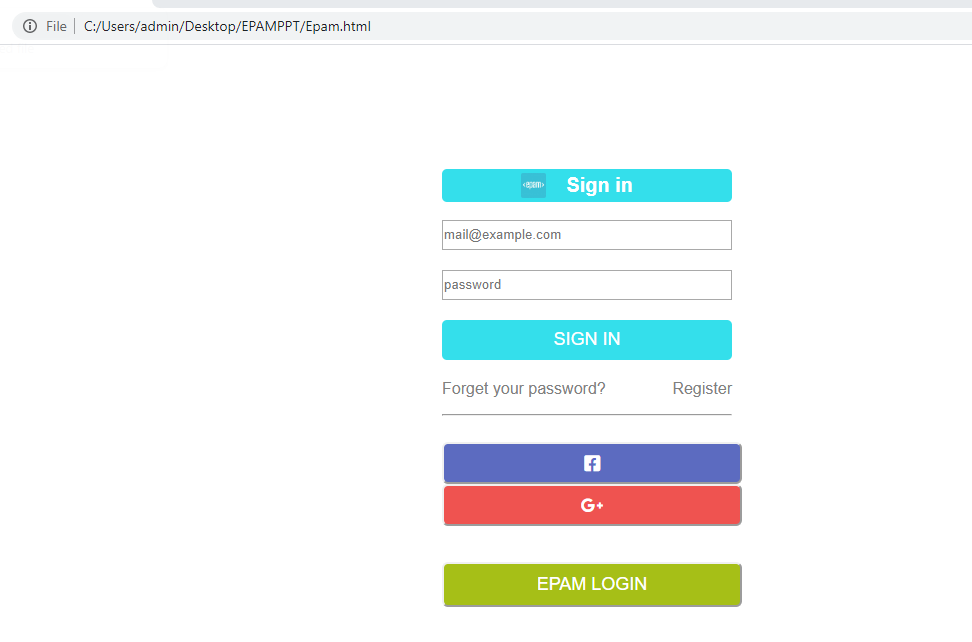 File
C:/Users/admin/Desktop/EPAMPPT/Epam.html
<epam> Sign in
mail@example.com
password
SIGN IN
Forget your password? Register
G+
EPAM LOGIN